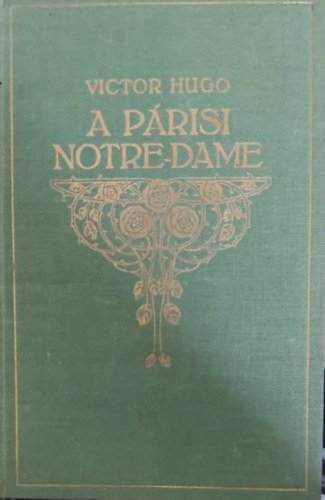 VICTOR HUGO
A PÁRISI
NOTRE-DAME